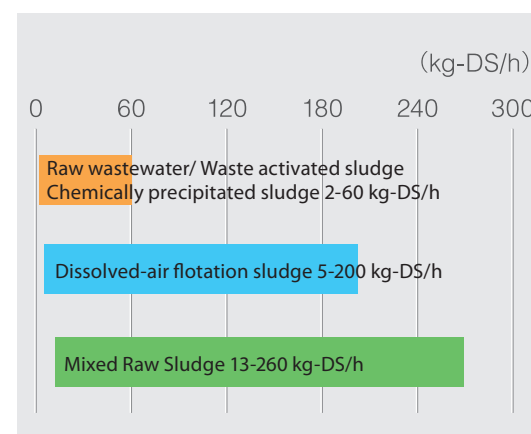 (kg-DS/h)
0 60 120 180 240 300
Raw wastewater/ Waste activated sludge
Chemically precipitated sludge 2-60 kg-DS/h
Dissolved-air flotation sludge 5-200 kg-DS/h
Mixed Raw Sludge 13-260 kg-DS/h